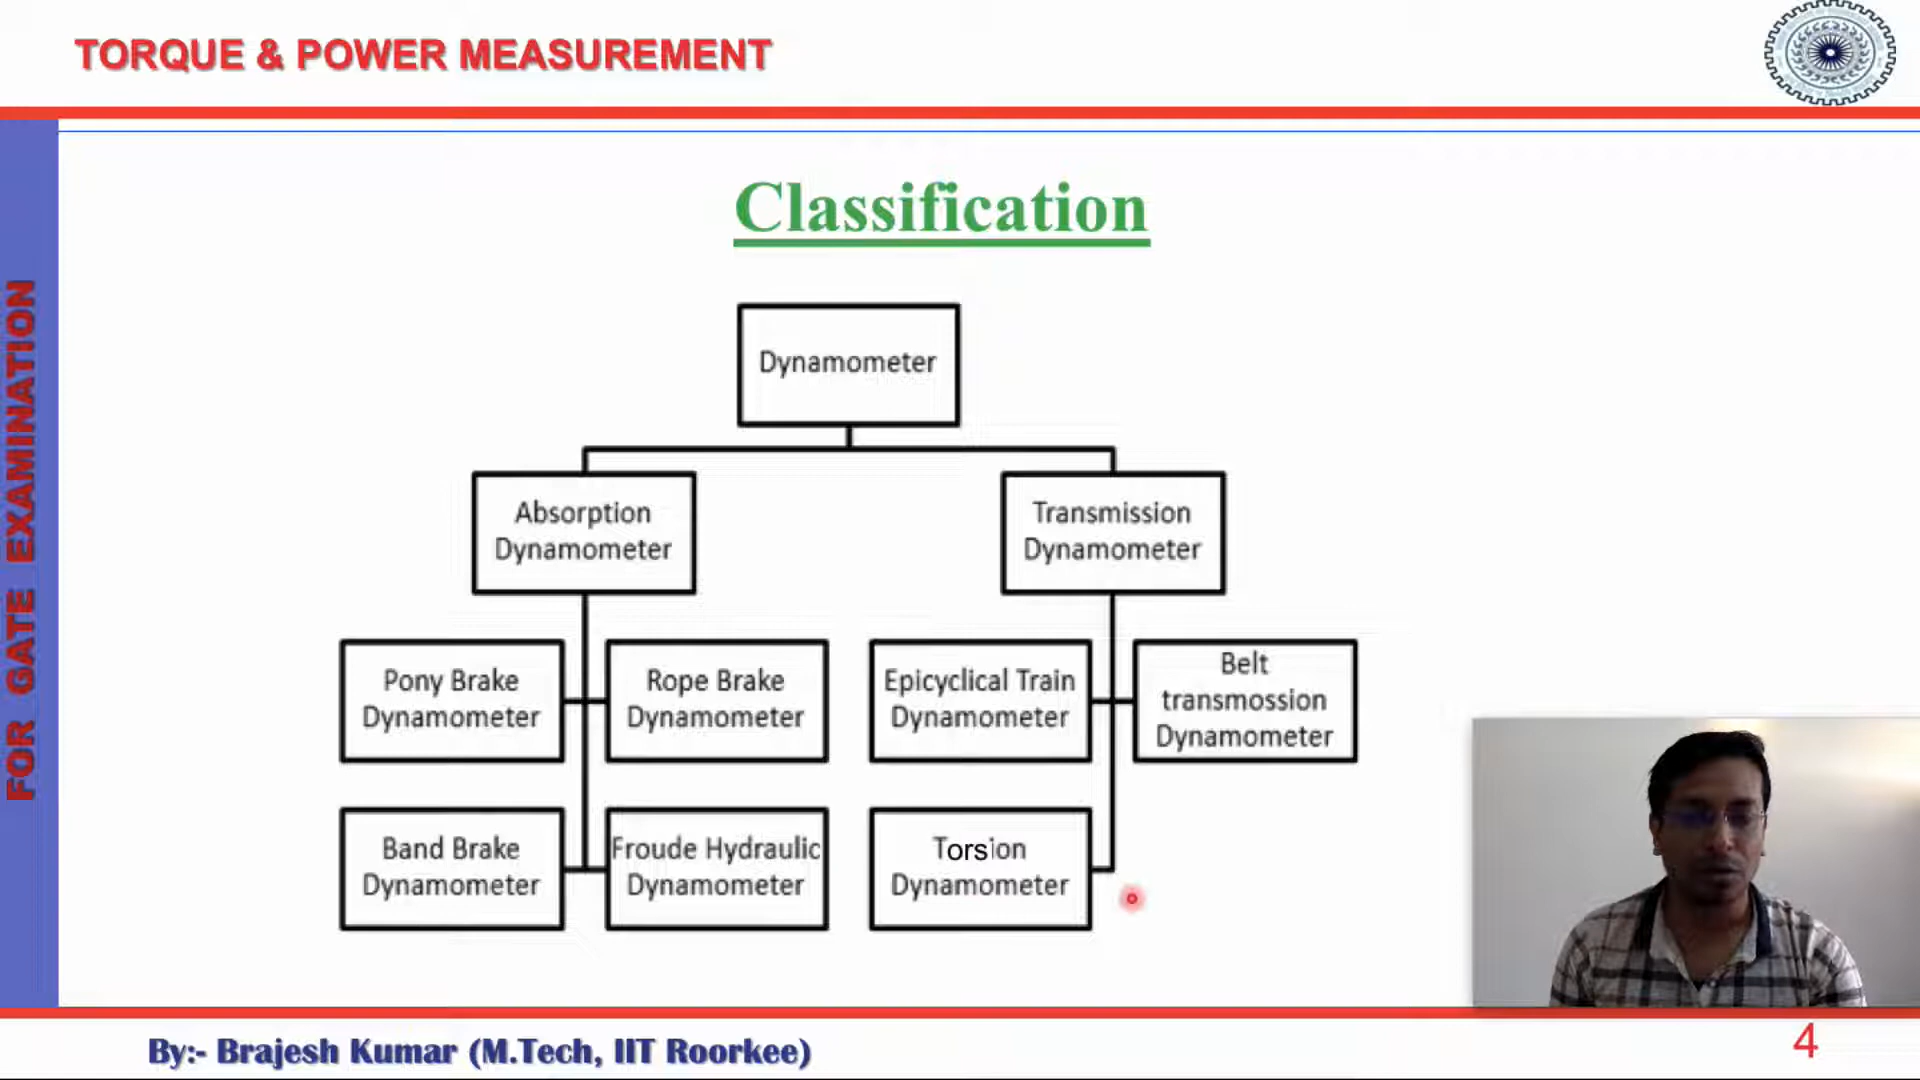 TORQUE & POWER MEASUREMENT
FOR GATE EXAMINATION
Classification
Dynamometer
Absorption
Dynamometer
Transmission
Dynamometer
Pony Brake
Dynamometer
Rope Brake
Dynamometer
Epicyclical Train
Dynamometer
Belt
transmossion
Dynamometer
Band Brake
Dynamometer
Froude Hydraulic
Dynamometer
Torsion
Dynamometer
By:- Brajesh Kumar (M.Tech, IIT Roorkee)
4